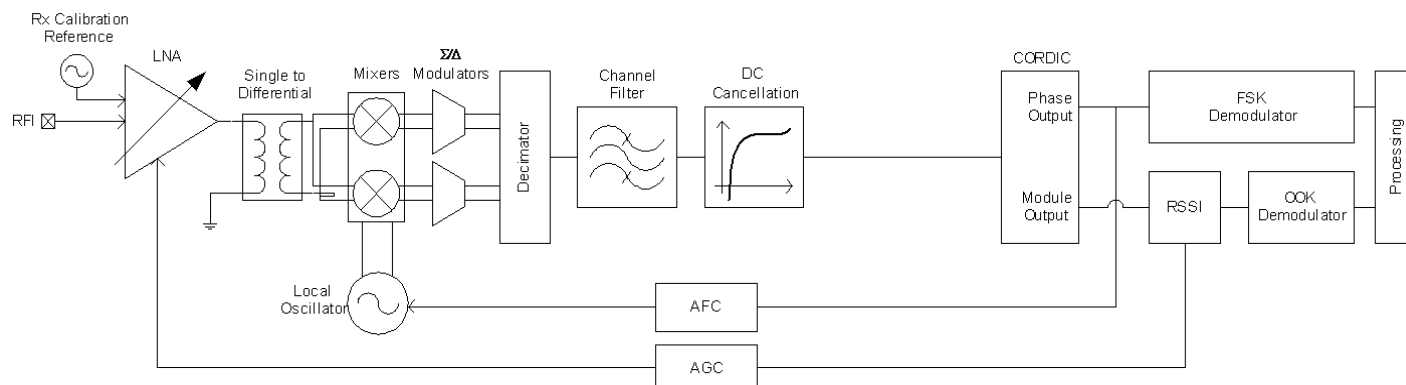 Rx Calibration
Reference
LNA
RFI
Single to
Differential
Mixers
Σ/Δ
Modulators
Decimator
Channel
Filter
DC
Cancellation
CORDIC
Phase
Output
Module
Output
FSK
Demodulator
RSSI
OOK
Demodulator
Processing
Local
Oscillator
AFC
AGC